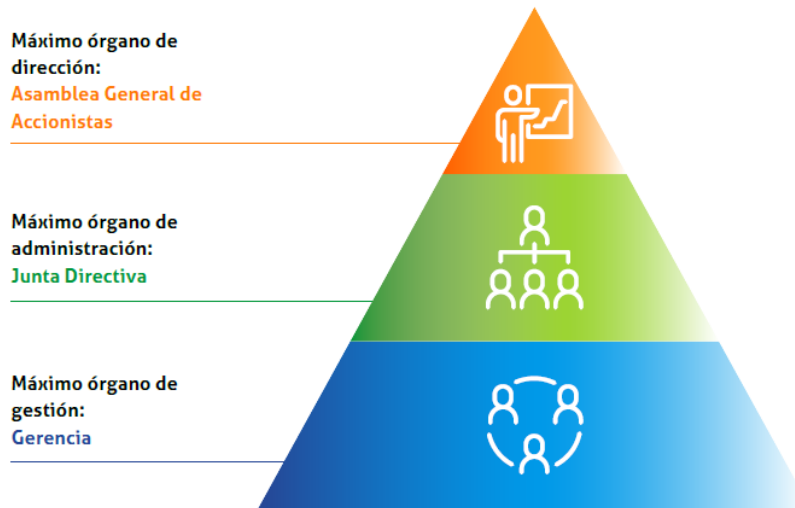 Máximo órgano de
dirección:
Asamblea General de
Accionistas
Máximo órgano de
administración:
Junta Directiva
Máximo órgano de
gestión:
Gerencia